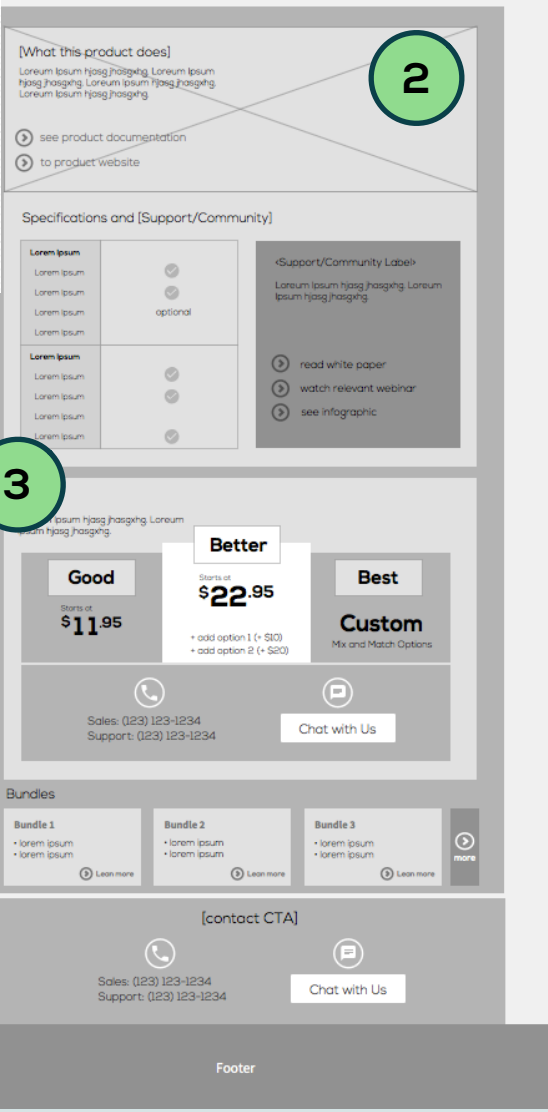 2
[What this product does]
Loreum Ipsum hjasg jhasgxhg. Loreum Ipsum
hjasg jhasgxhg. Loreum Ipsum hjasg jhasgxhg.
Loreum Ipsum hjasg jhasgxhg.
see product documentation
to product website
Specifications and [Support/Community]
Lorem Ipsum
Lorem Ipsum
Lorem Ipsum
Lorem Ipsum
optional
Lorem Ipsum
Lorem Ipsum
Lorem Ipsum
Lorem Ipsum
Lorem Ipsum
Lorem Ipsum
<Support/Community Label>
Loreum Ipsum hjasg jhasgxhg. Loreum
Ipsum hjasg jhasgxhg.
read white paper
watch relevant webinar
see infographic
3
Ipsum hjasg jhasgxhg. Loreum
Ipsum hjasg jhasgxhg.
Good
Starts at
$11.95
Better
Starts at
$22.95
+ add option 1 (+ $10)
+ add option 2 (+ $20)
Best
Custom
Mix and Match Options
Sales: (123) 123-1234
Support: (123) 123-1234
Chat with Us
Bundles
Bundle 1
• lorem ipsum
• lorem ipsum
Lean more
Bundle 2
• lorem ipsum
• lorem ipsum
Lean more
Bundle 3
• lorem ipsum
• lorem ipsum
Lean more
more
[contact CTA]
Sales: (123) 123-1234
Support: (123) 123-1234
Chat with Us
Footer